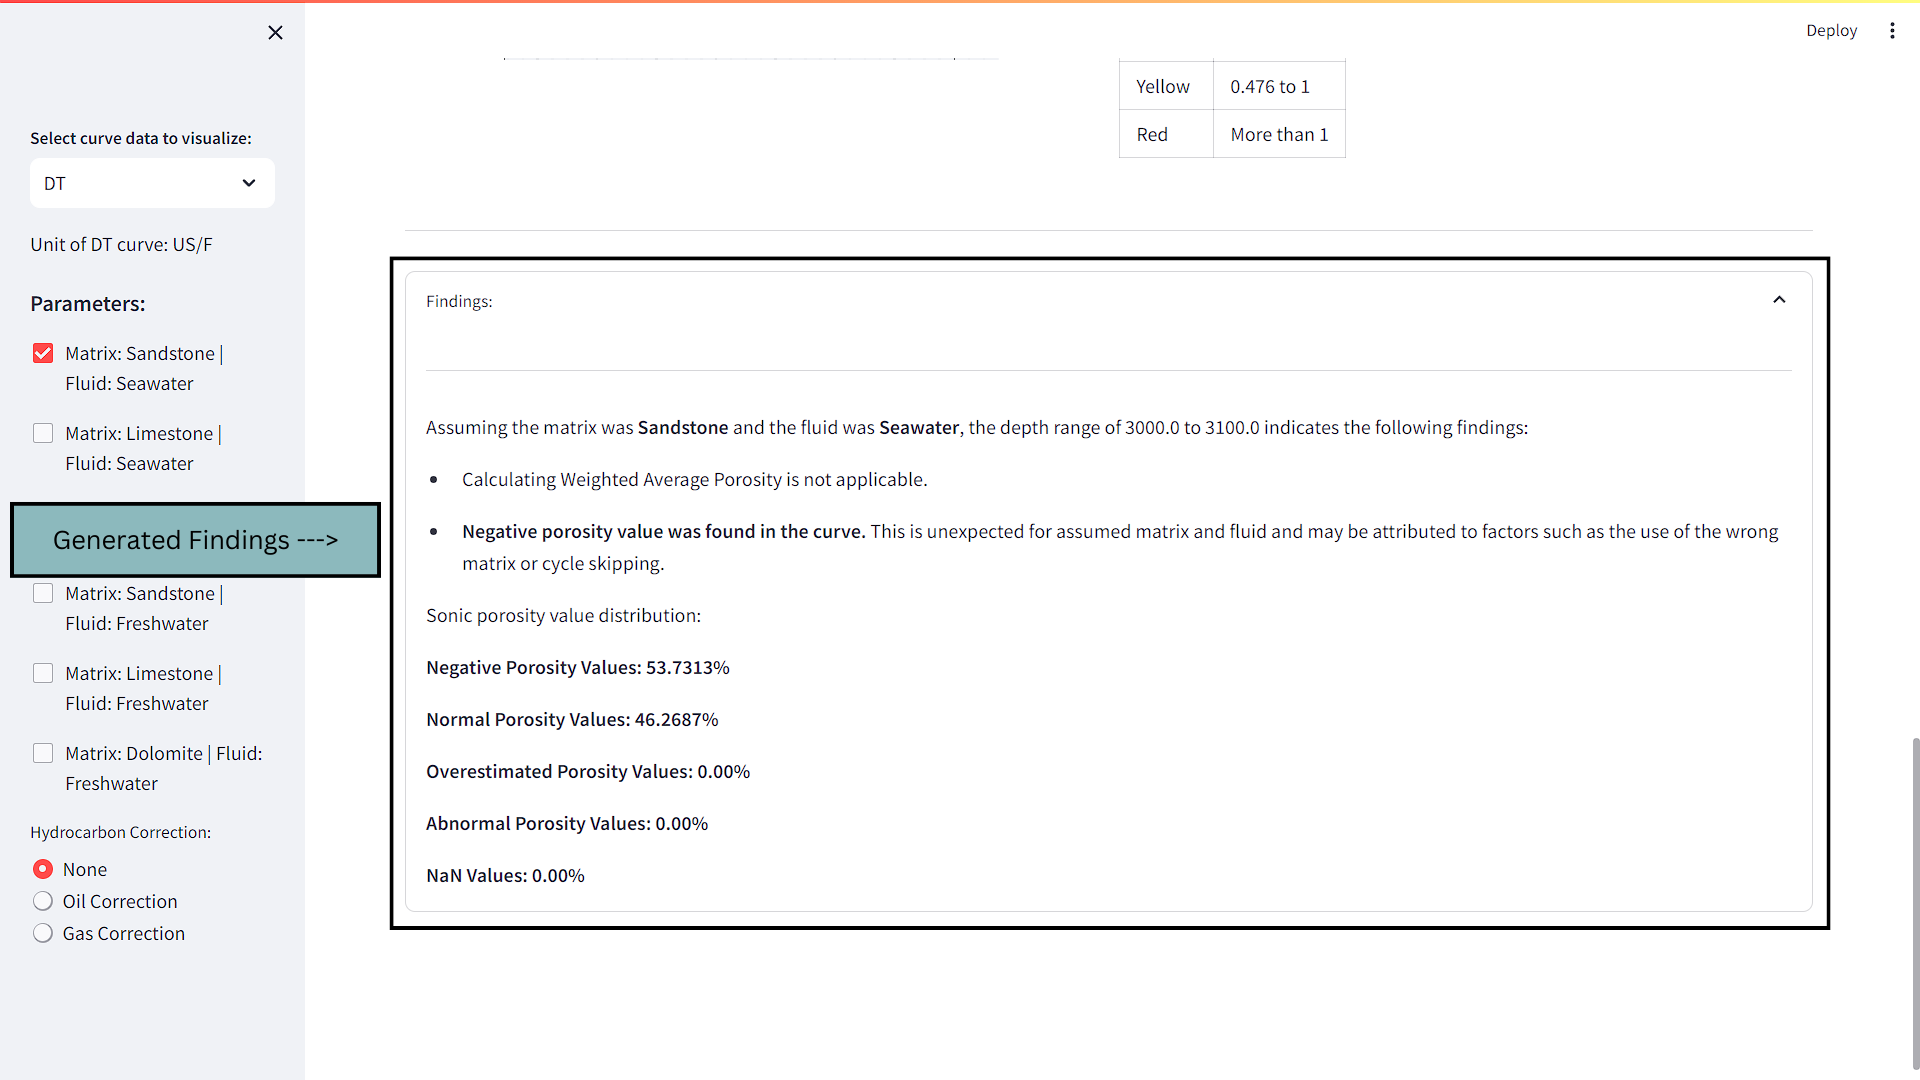 Deploy
Select curve data to visualize:
DT
Unit of DT curve: US/F
Parameters:
Matrix: Sandstone |
Fluid: Seawater
Matrix: Limestone |
Fluid: Seawater
Generated Findings --->
Matrix: Sandstone |
Fluid: Freshwater
Matrix: Limestone |
Fluid: Freshwater
Matrix: Dolomite | Fluid:
Freshwater
Hydrocarbon Correction:
None
Oil Correction
Gas Correction
Yellow 0.476 to 1
Red More than 1
Findings:
Assuming the matrix was Sandstone and the fluid was Seawater, the depth range of 3000.0 to 3100.0 indicates the following findings:
• Calculating Weighted Average Porosity is not applicable.
• Negative porosity value was found in the curve. This is unexpected for assumed matrix and fluid and may be attributed to factors such as the use of the wrong
matrix or cycle skipping.
Sonic porosity value distribution:
Negative Porosity Values: 53.7313%
Normal Porosity Values: 46.2687%
Overestimated Porosity Values: 0.00%
Abnormal Porosity Values: 0.00%
NaN Values: 0.00%